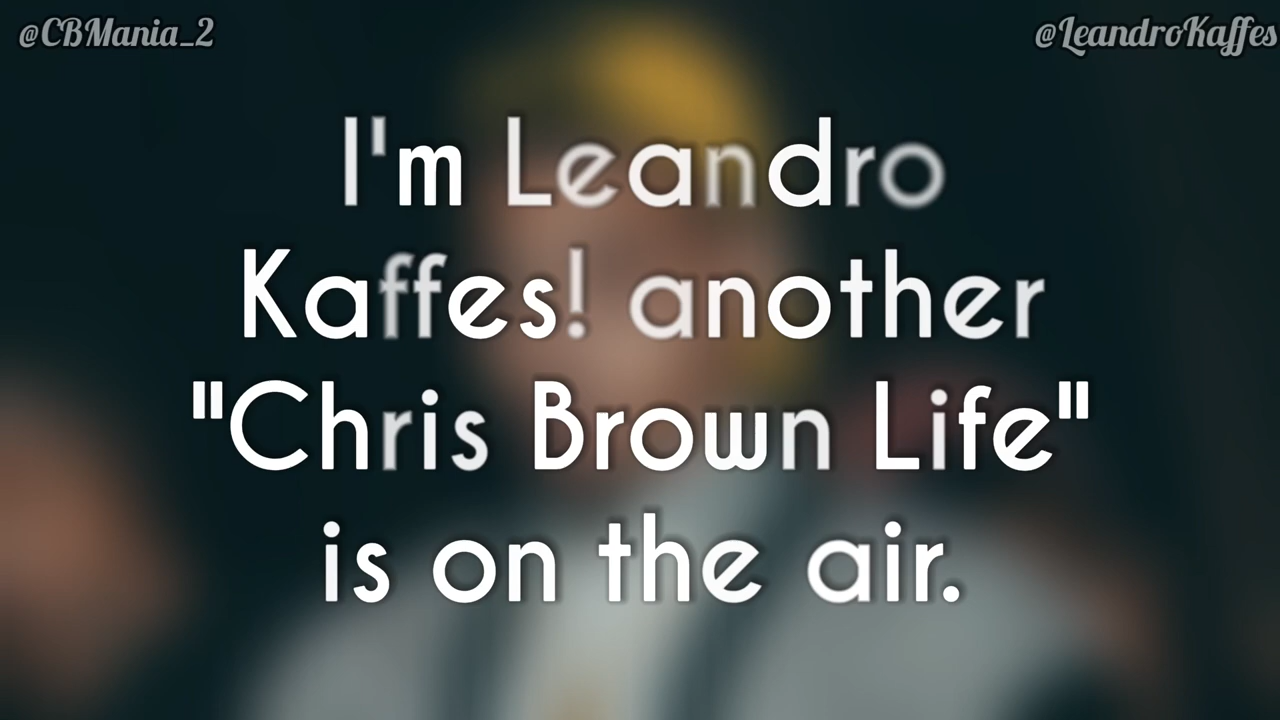 @CBMania_2
@LeandroKaffes
I'm Leandro
Kaffes! another
"Chris Brown Life"
is on the air.